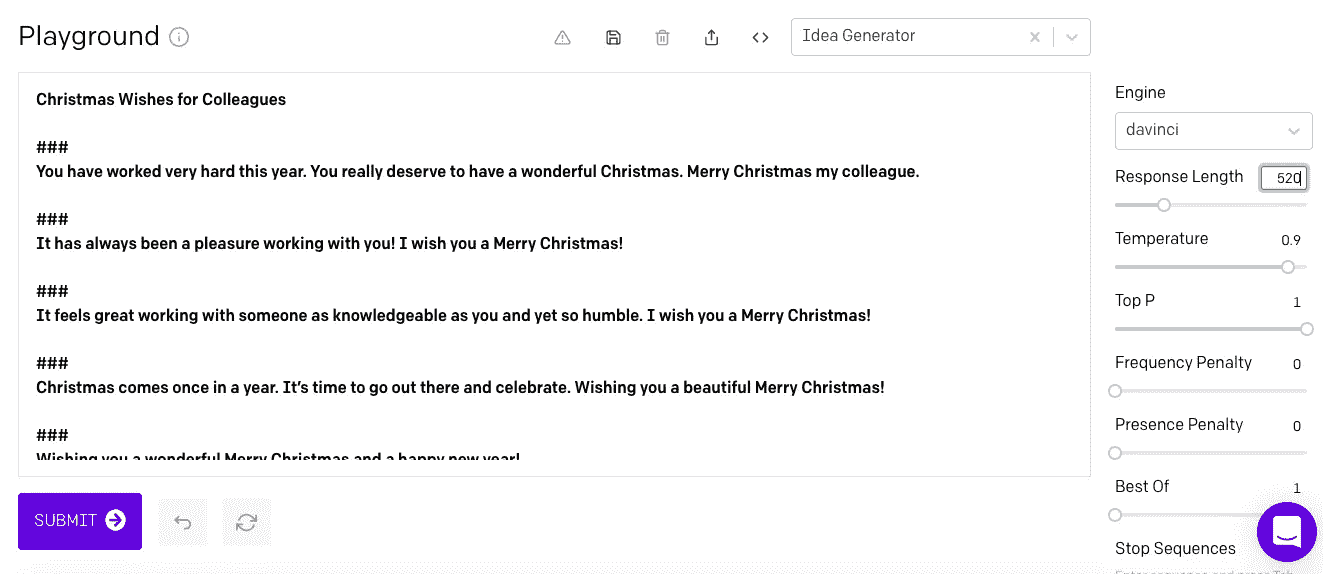 Playground
Idea Generator
Christmas Wishes for Colleagues
###
You have worked very hard this year. You really deserve to have a wonderful Christmas. Merry Christmas my colleague.
###
It has always been a pleasure working with you! I wish you a Merry Christmas!
###
It feels great working with someone as knowledgeable as you and yet so humble. I wish you a Merry Christmas!
###
Christmas comes once in a year. It’s time to go out there and celebrate. Wishing you a beautiful Merry Christmas!
###
Wishing you a wonderful Merry Christmas and a happy new year!
SUBMIT
Engine
davinci
Response Length 520
Temperature 0.9
Top P 1
Frequency Penalty 0
Presence Penalty 0
Best Of 1
Stop Sequences